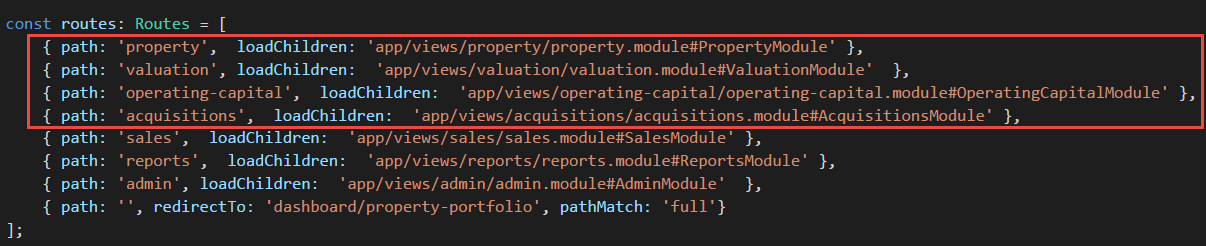 const routes: Routes = [
    { path: 'property',  loadChildren: 'app/views/property/property.module#PropertyModule' },
    { path: 'valuation', loadChildren:  'app/views/valuation/valuation.module#ValuationModule'  },
    { path: 'operating-capital',  loadChildren:  'app/views/operating-capital/operating-capital.module#OperatingCapitalModule' },
    { path: 'acquisitions',  loadChildren:  'app/views/acquisitions/acquisitions.module#AcquisitionsModule' },
    { path: 'sales',  loadChildren:  'app/views/sales/sales.module#SalesModule' },
    { path: 'reports',  loadChildren:  'app/views/reports/reports.module#ReportsModule' },
    { path: 'admin', loadChildren:  'app/views/admin/admin.module#AdminModule'  },
    { path: '', redirectTo: 'dashboard/property-portfolio', pathMatch: 'full'}
];